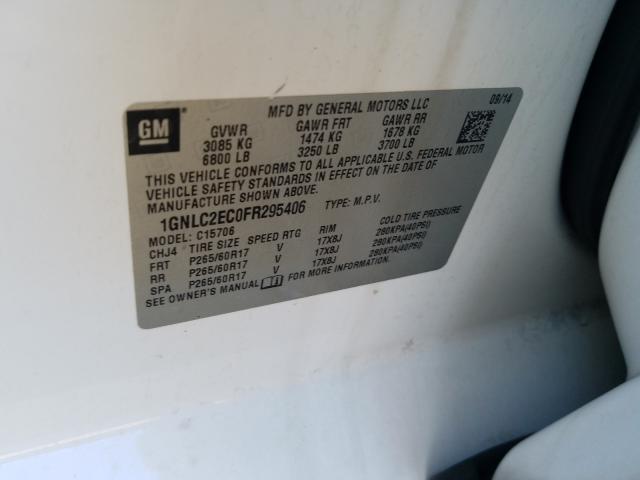 GM
MFD BY GENERAL MOTORS LLC 09/14
GVWR GAWR FRT GAWR RR
3085 KG 1474 KG 1678 KG
6800 LB 3250 LB 3700 LB
THIS VEHICLE CONFORMS TO ALL APPLICABLE U.S. FEDERAL MOTOR
VEHICLE SAFETY STANDARDS IN EFFECT ON THE DATE OF
MANUFACTURE SHOWN ABOVE.
1GNLC2EC0FR295406 TYPE: M.P.V.
MODEL: C15706
CHJ4 TIRE SIZE SPEED RTG RIM COLD TIRE PRESSURE
FRT P265/60R17 V 17X8J 280KPA(40PSI)
RR P265/60R17 V 17X8J 280KPA(40PSI)
SPA P265/60R17 V 17X8J 280KPA(40PSI)
SEE OWNER'S MANUAL FOR MORE INFORMATION.